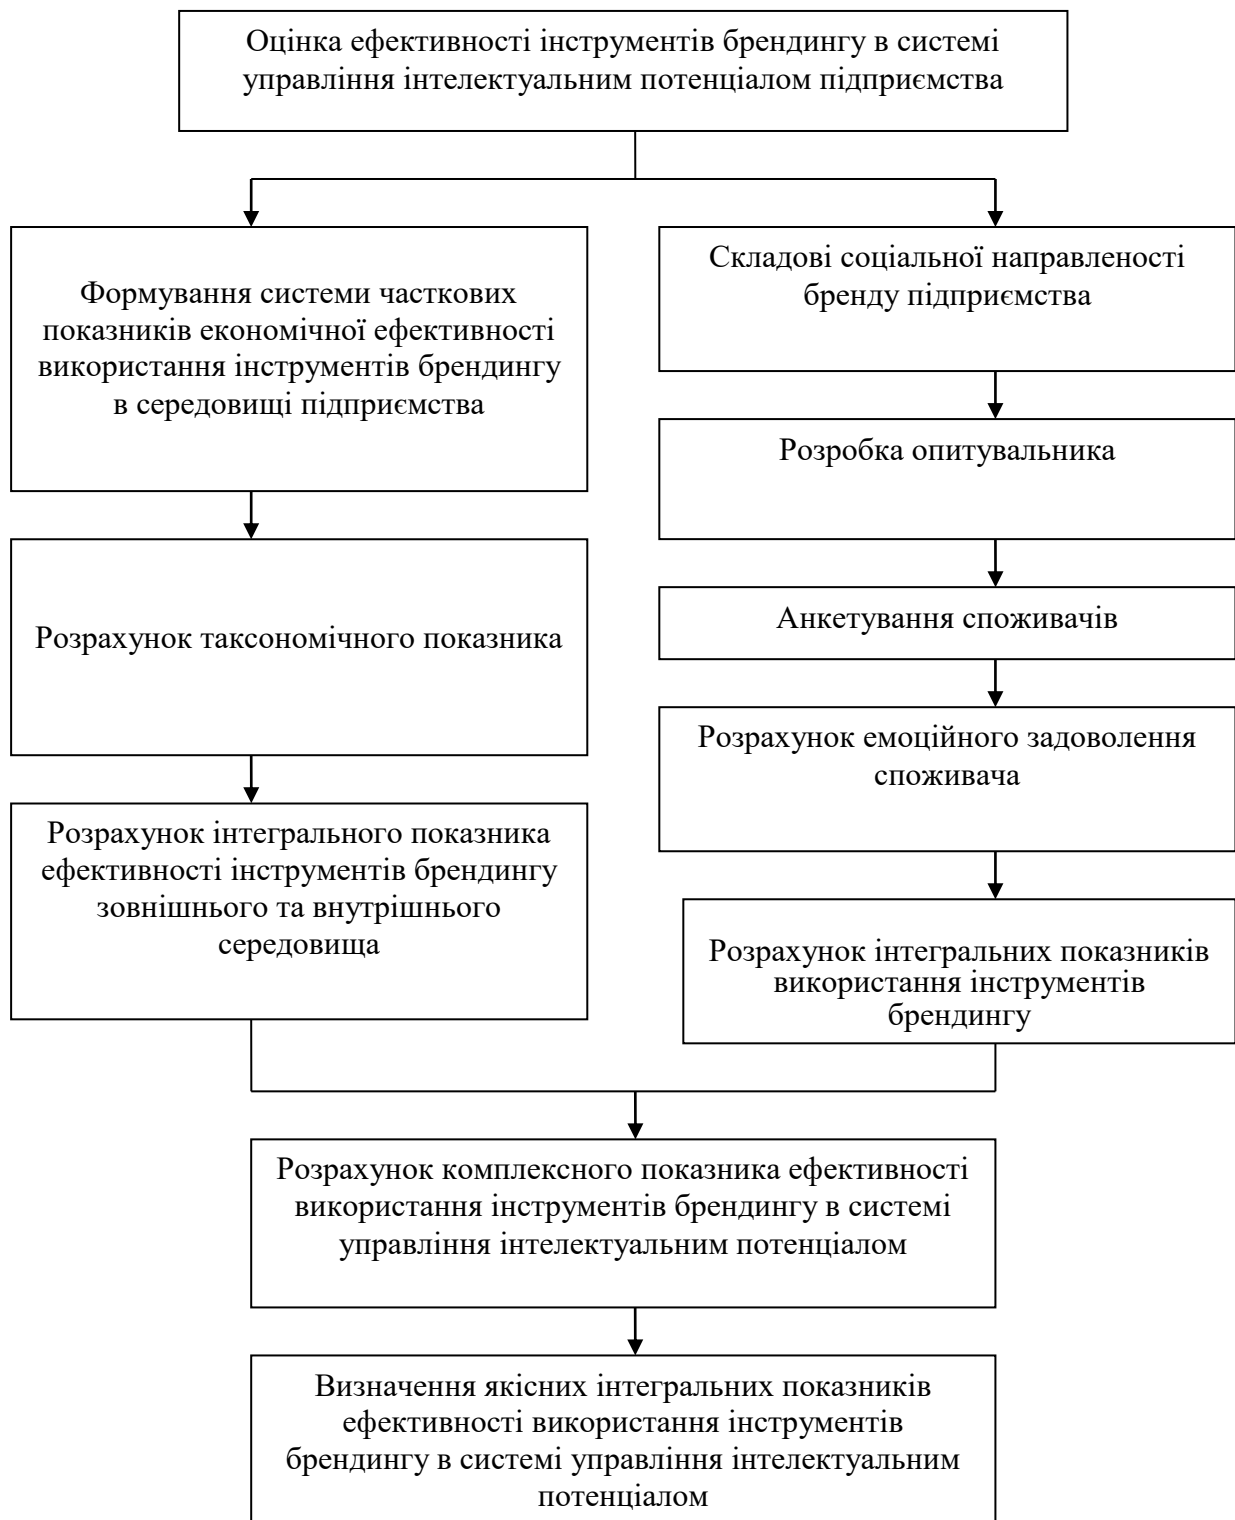 Оцінка ефективності інструментів брендингу в системі
управління інтелектуальним потенціалом підприємства
Формування системи часткових
показників економічної ефективності
використання інструментів брендингу
в середовищі підприємства
Розрахунок таксономічного показника
Розрахунок інтегрального показника
ефективності інструментів брендингу
зовнішнього та внутрішнього
середовища
Складові соціальної направленості
бренду підприємства
Розробка опитувальника
Анкетування споживачів
Розрахунок емоційного задоволення
споживача
Розрахунок інтегральних показників
використання інструментів
брендингу
Розрахунок комплексного показника ефективності
використання інструментів брендингу в системі
управління інтелектуальним потенціалом
Визначення якісних інтегральних показників
ефективності використання інструментів
брендингу в системі управління інтелектуальним
потенціалом